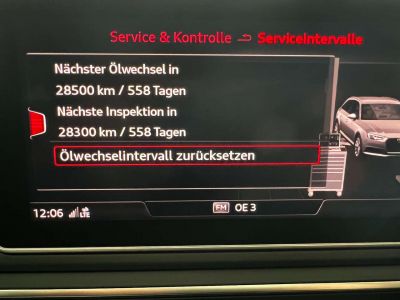 Service & Kontrolle Serviceintervalle
Nächster Ölwechsel in
28500 km / 558 Tagen
Nächste Inspektion in
28300 km / 558 Tagen
Ölwechselintervall zurücksetzen
12:06 LTE FM OE 3